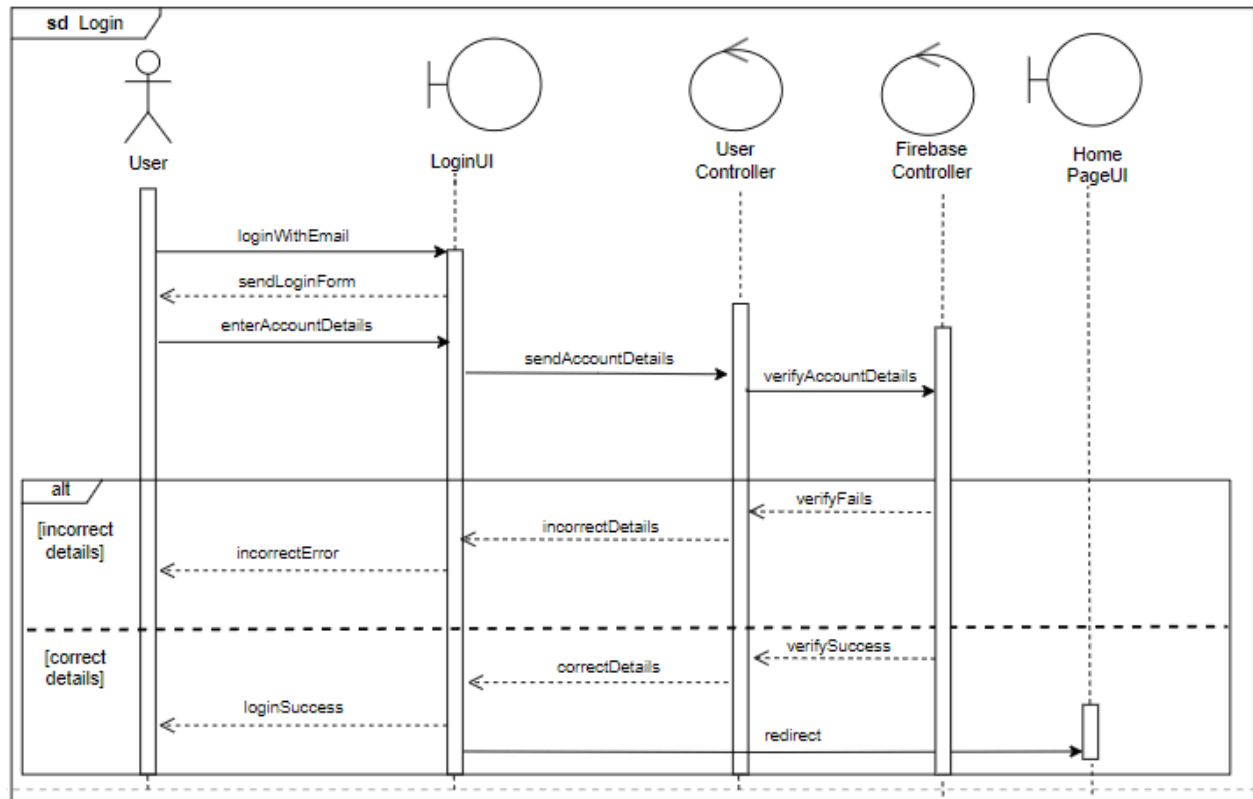 sd Login
User
LoginUI
User
Controller
Firebase
Controller
Home
PageUI
loginWithEmail
sendLoginForm
enterAccountDetails
sendAccountDetails
verifyAccountDetails
alt
[incorrect
details]
verifyFails
incorrectDetails
incorrectError
[correct
details]
verifySuccess
correctDetails
loginSuccess
redirect